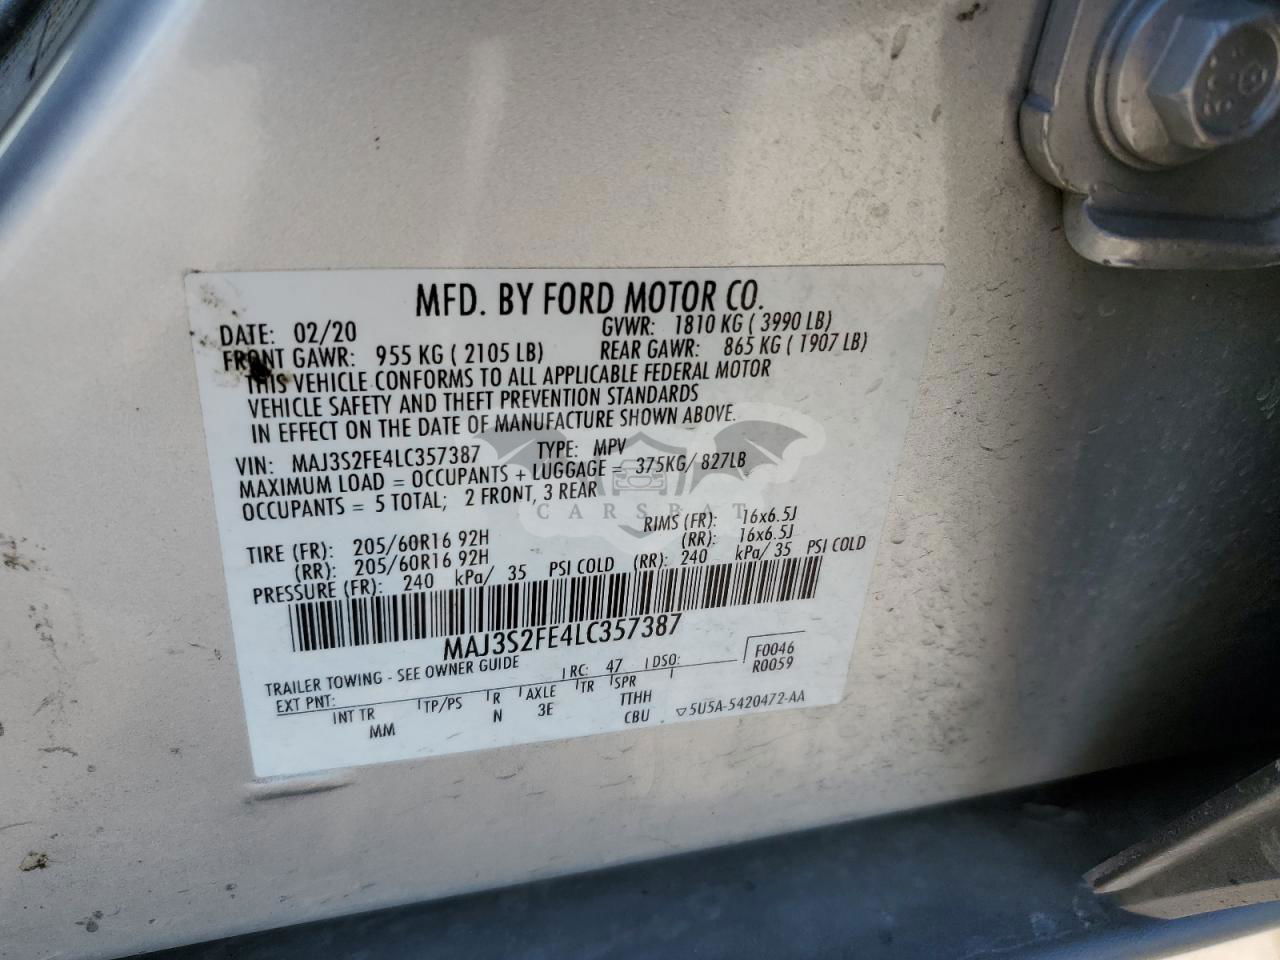 MFD. BY FORD MOTOR CO.
DATE: 02/20 GVWR: 1810 KG ( 3990 LB)
FRONT GAWR: 955 KG ( 2105 LB) REAR GAWR: 865 KG ( 1907 LB)
THIS VEHICLE CONFORMS TO ALL APPLICABLE FEDERAL MOTOR
VEHICLE SAFETY AND THEFT PREVENTION STANDARDS
IN EFFECT ON THE DATE OF MANUFACTURE SHOWN ABOVE.
VIN: MAJ3S2FE4LC357387 TYPE: MPV
MAXIMUM LOAD = OCCUPANTS + LUGGAGE = 375KG/ 827LB
OCCUPANTS = 5 TOTAL; 2 FRONT, 3 REAR
CARSBAT
TIRE (FR): 205/60R16 92H RIMS (FR): 16x6.5J
(RR): 205/60R16 92H (RR): 16x6.5J
PRESSURE (FR): 240 kPa/ 35 PSI COLD (RR): 240 kPa/ 35 PSI COLD
MAJ3S2FE4LC357387
TRAILER TOWING - SEE OWNER GUIDE
F0046
R0059
EXT PNT: RC: 47 DSO:
INT TR TP/PS R AXLE TR SPR
MM N 3E TTHH
CBU 5U5A-5420472-AA